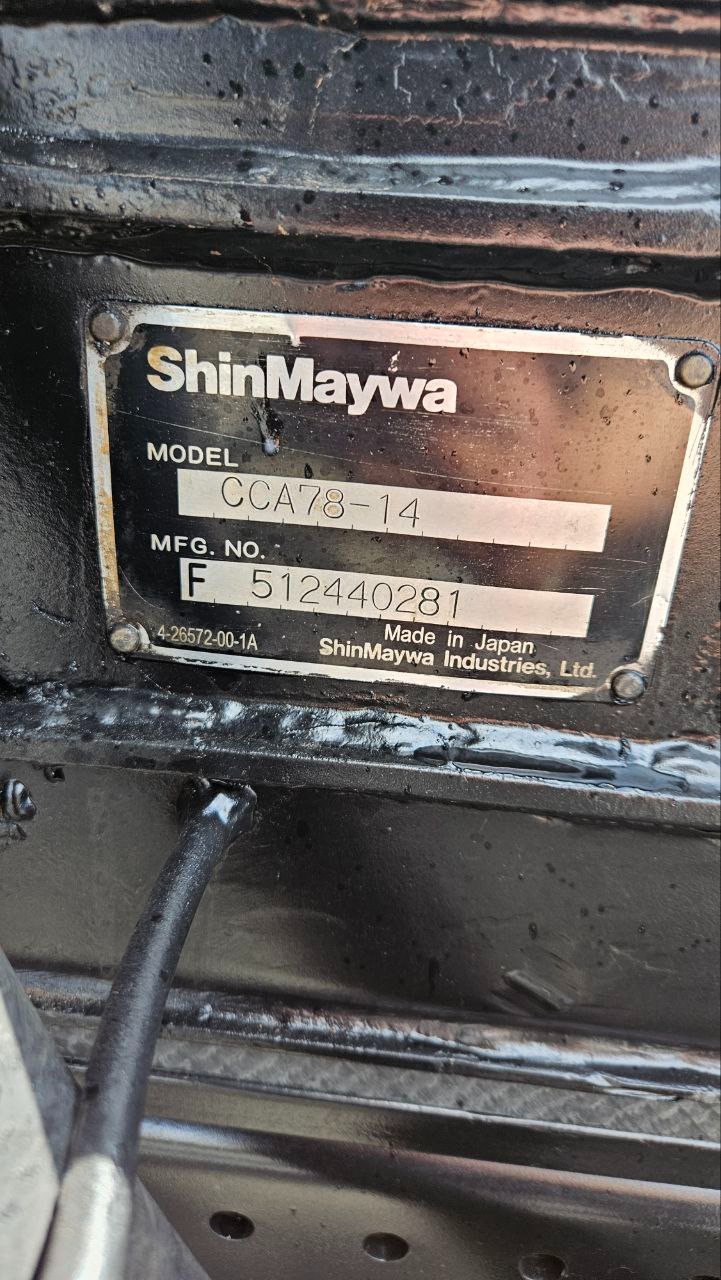 ShinMaywa
MODEL
CCA78-14
MFG. NO.
F 512440281
4-26572-00-1A
Made in Japan
ShinMaywa Industries, Ltd.